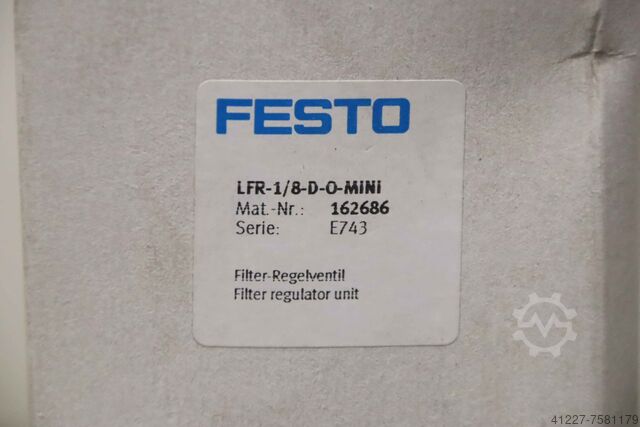 FESTO
LFR-1/8-D-O-MINI
Mat.-Nr.: 162686
Serie: E743
Filter-Regelventil
Filter regulator unit
41227-7581179